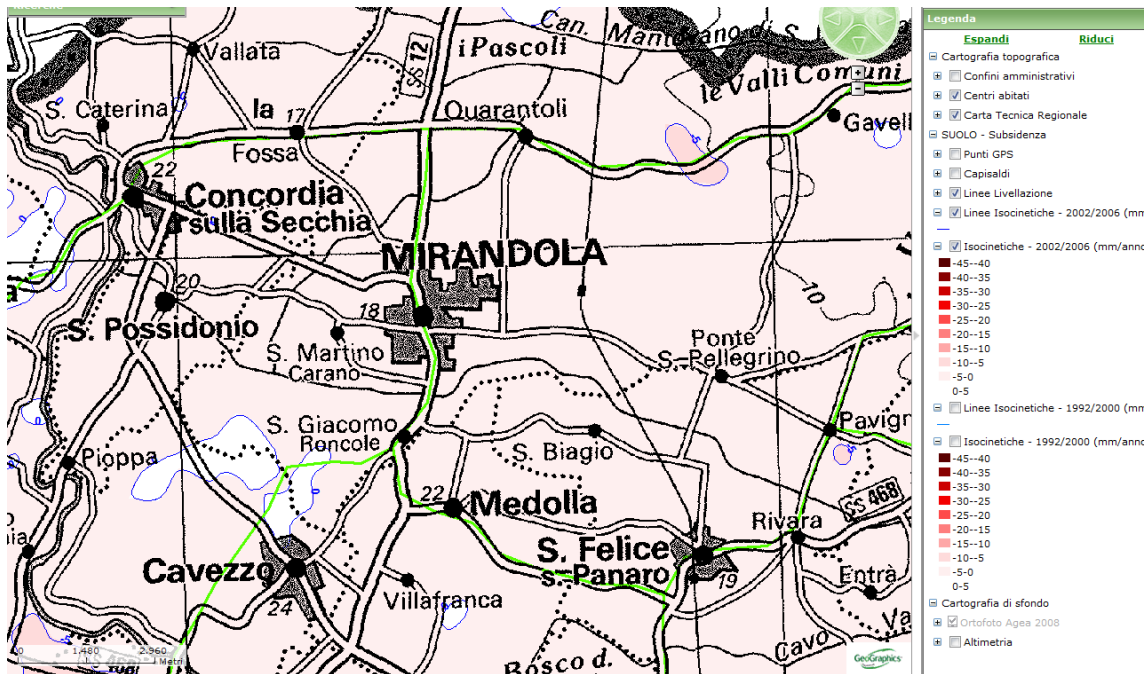 Ricerche
Vallata
SS 12
i Pascoli
Can. Mantovano di S.
le Valli Comuni
S. Caterina
la
17
Fossa
Quarantoli
Gavell
22
Concordia
sulla Secchia
MIRANDOLA
20
S. Possidonio
18
10
S. Martino
Carano
Ponte
S. Pellegrino
S. Giacomo
Roncole
S. Biagio
Pavign
Pioppa
22
Medolla
SS 468
Rivara
Cavezzo
24
S. Felice
s. Panaro
19
Entrà
Villafranca
Va
Cavo
Bosco d.
0 1.480 2.960
Metri
SS 468
GeoGraphics
Legenda
Espandi Riduci
Cartografia topografica
Confini amministrativi
Centri abitati
Carta Tecnica Regionale
SUOLO - Subsidenza
Punti GPS
Capisaldi
Linee Livellazione
Linee Isocinetiche - 2002/2006 (mm
Isocinetiche - 2002/2006 (mm/anno
-45--40
-40--35
-35--30
-30--25
-25--20
-20--15
-15--10
-10--5
-5-0
0-5
Linee Isocinetiche - 1992/2000 (mm
Isocinetiche - 1992/2000 (mm/anno
-45--40
-40--35
-35--30
-30--25
-25--20
-20--15
-15--10
-10--5
-5-0
0-5
Cartografia di sfondo
Ortofoto Agea 2008
Altimetria